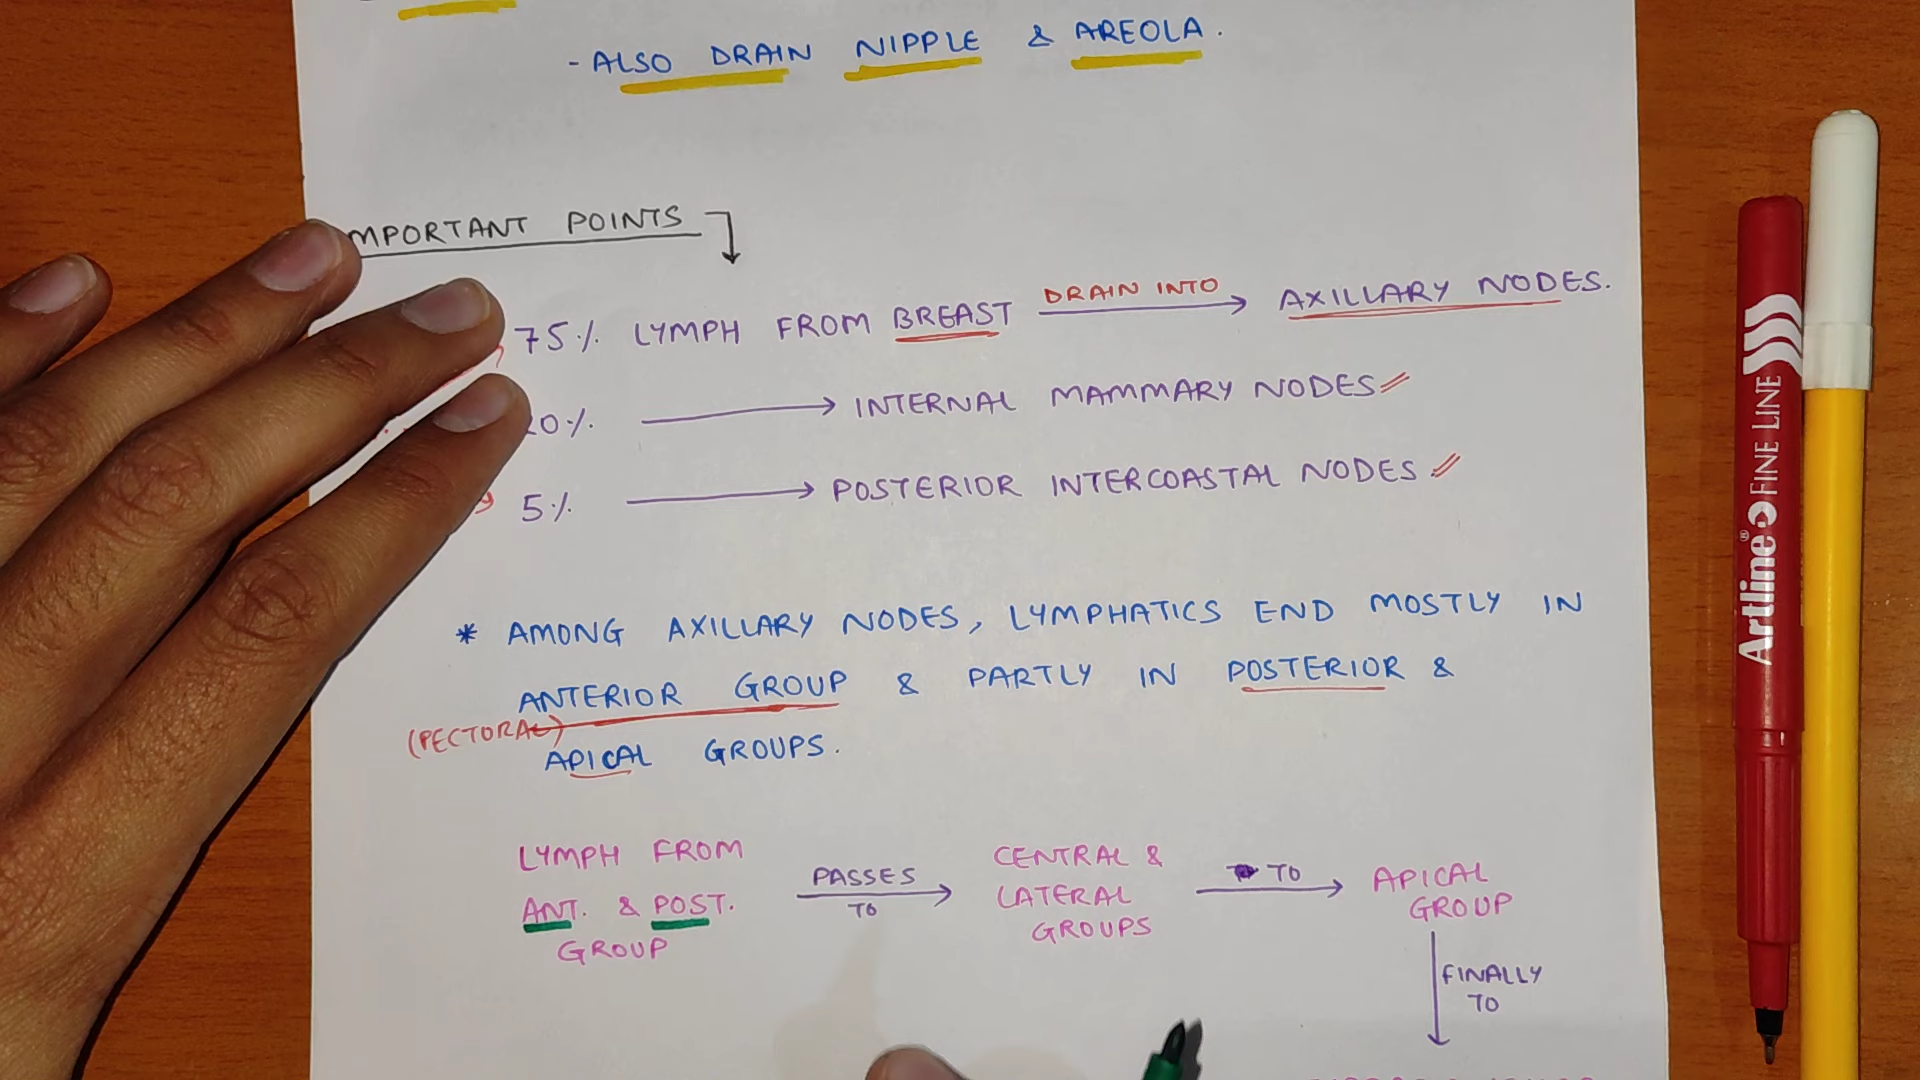 - ALSO DRAIN NIPPLE & AREOLA.
MPORTANT POINTS
75% LYMPH FROM BREAST DRAIN INTO AXILLARY NODES.
20% INTERNAL MAMMARY NODES
5% POSTERIOR INTERCOASTAL NODES
* AMONG AXILLARY NODES, LYMPHATICS END MOSTLY IN
ANTERIOR GROUP & PARTLY IN POSTERIOR &
(PECTORAL)
APICAL GROUPS.
LYMPH FROM
ANT. & POST.
GROUP
PASSES
TO
CENTRAL &
LATERAL
GROUPS
TO
APICAL
GROUP
FINALLY
TO
Artline® FINE LINE